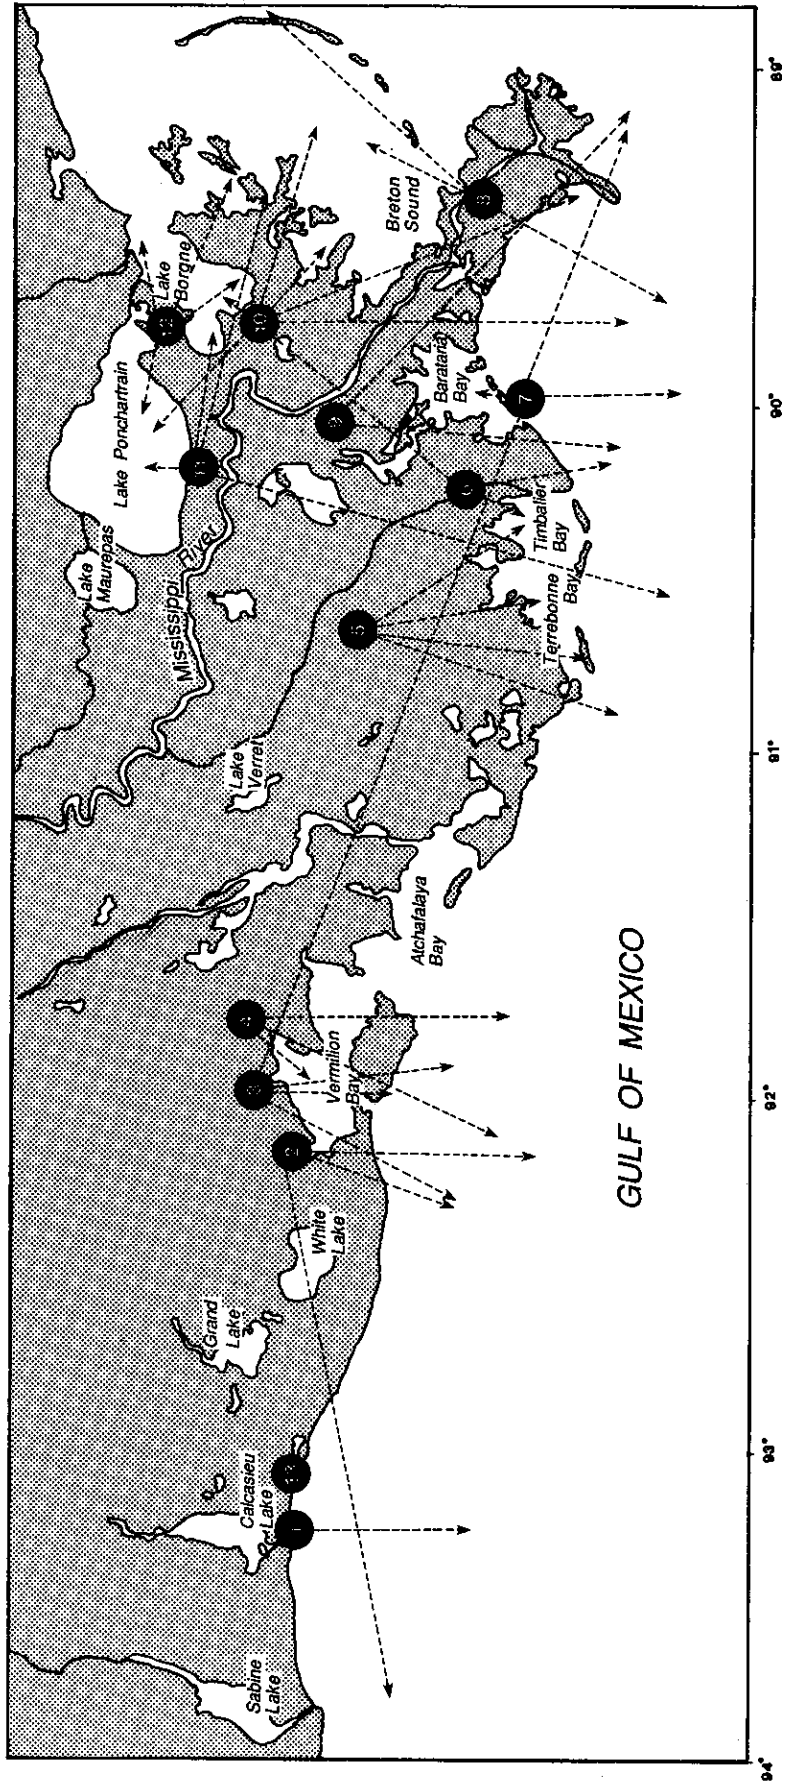 Sabine
Lake
Calcasieu
Lake
Grand
Lake
White
Lake
Vermilion
Bay
Atchafalaya
Bay
Lake
Verret
Mississippi River
Lake
Maurepas
Lake Ponchartrain
Lake
Borgne
Breton
Sound
Barataria
Bay
Timbalier
Bay
Terrebonne
Bay
GULF OF MEXICO
1
2
3
4
5
6
7
8
9
10
11
12
94°
93°
92°
91°
90°
89°